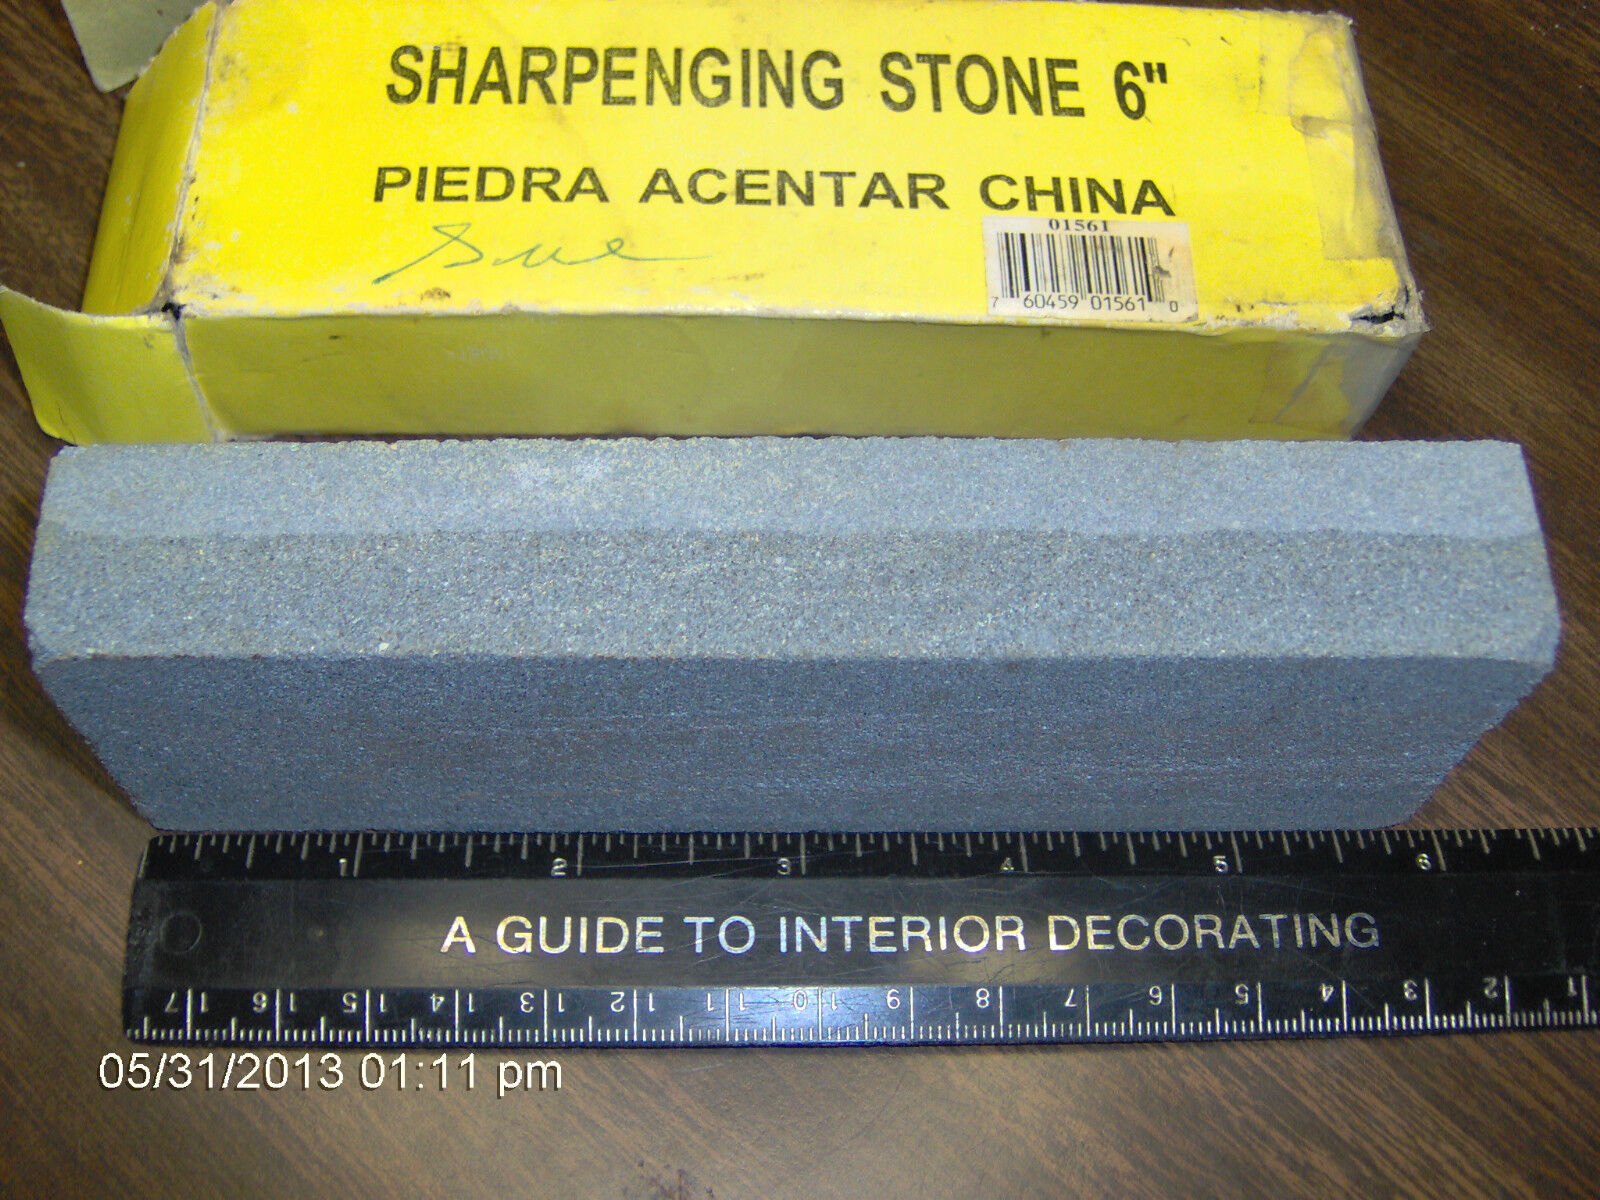 SHARPENGING STONE 6"
PIEDRA ACENTAR CHINA
Sue
01561
7 60459 01561 0
1 2 3 4 5 6
A GUIDE TO INTERIOR DECORATING
17 16 15 14 13 12 11 10 9 8 7 6 5 4 3 2 1
05/31/2013 01:11 pm